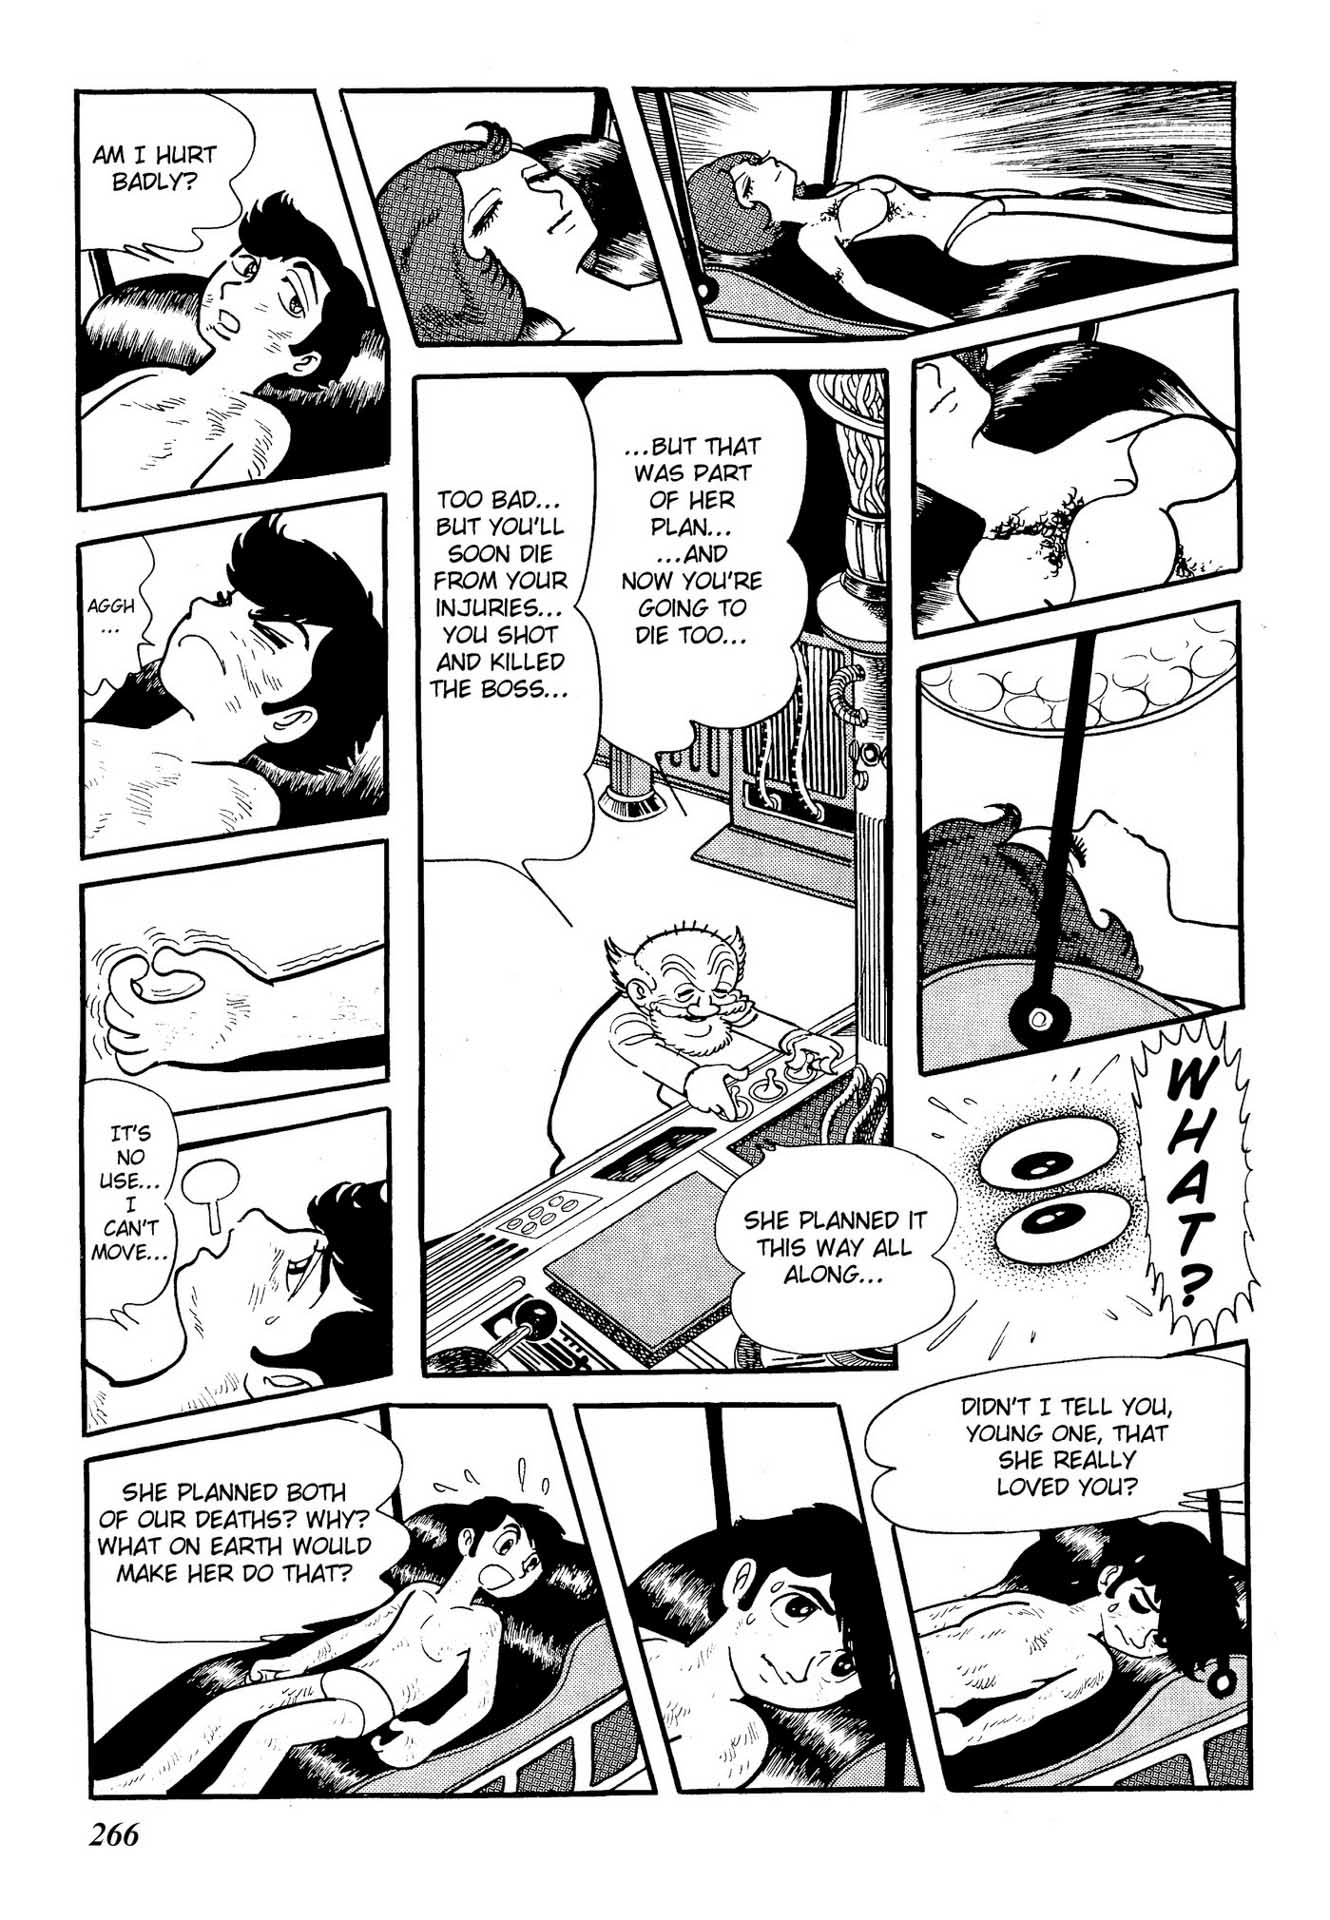 AM I HURT
BADLY?
AGGH
...
IT'S
NO
USE...
I
CAN'T
MOVE...
TOO BAD...
BUT YOU'LL
SOON DIE
FROM YOUR
INJURIES...
YOU SHOT
AND KILLED
THE BOSS...
...BUT THAT
WAS PART
OF HER
PLAN...
...AND
NOW YOU'RE
GOING TO
DIE TOO...
SHE PLANNED IT
THIS WAY ALL
ALONG...
WHAT?
SHE PLANNED BOTH
OF OUR DEATHS? WHY?
WHAT ON EARTH WOULD
MAKE HER DO THAT?
DIDN'T I TELL YOU,
YOUNG ONE, THAT
SHE REALLY
LOVED YOU?
266